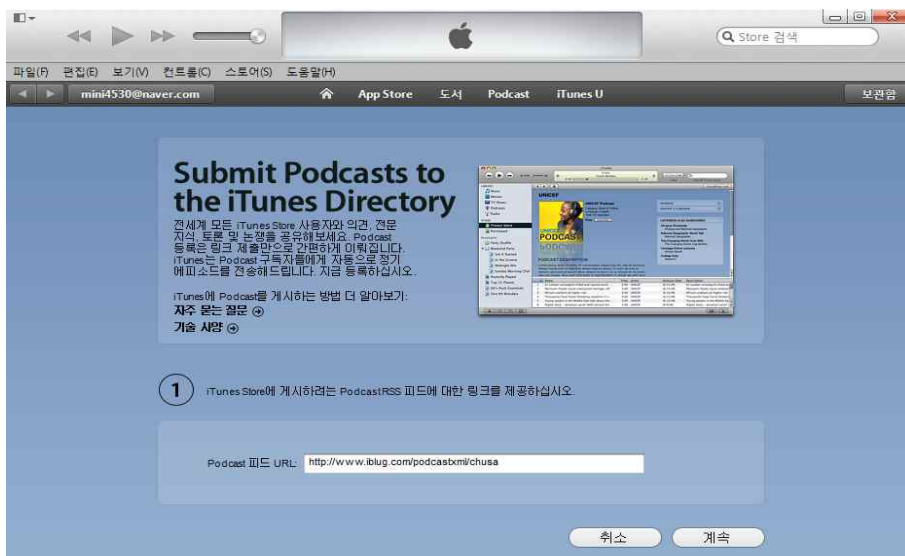 Store 검색
파일(F) 편집(E) 보기(V) 컨트롤(C) 스토어(S) 도움말(H)
mini4530@naver.com App Store 도서 Podcast iTunes U 보관함
Submit Podcasts to
the iTunes Directory
전세계 모든 iTunes Store 사용자와 의견, 전문
지식, 토론 및 논쟁을 공유해보세요. Podcast
등록은 링크 제출만으로 간편하게 이뤄집니다.
iTunes는 Podcast 구독자들에게 자동으로 정기
에피소드를 전송해드립니다. 지금 등록하십시오.
iTunes에 Podcast를 게시하는 방법 더 알아보기:
자주 묻는 질문
기술 사양
UNICEF
UNICEF
PODCAST
PODCAST DESCRIPTION
1 iTunes Store에 게시하려는 PodcastRSS 피드에 대한 링크를 제공하십시오.
Podcast 피드 URL: http://www.iblug.com/podcastxml/chusa
취소 계속